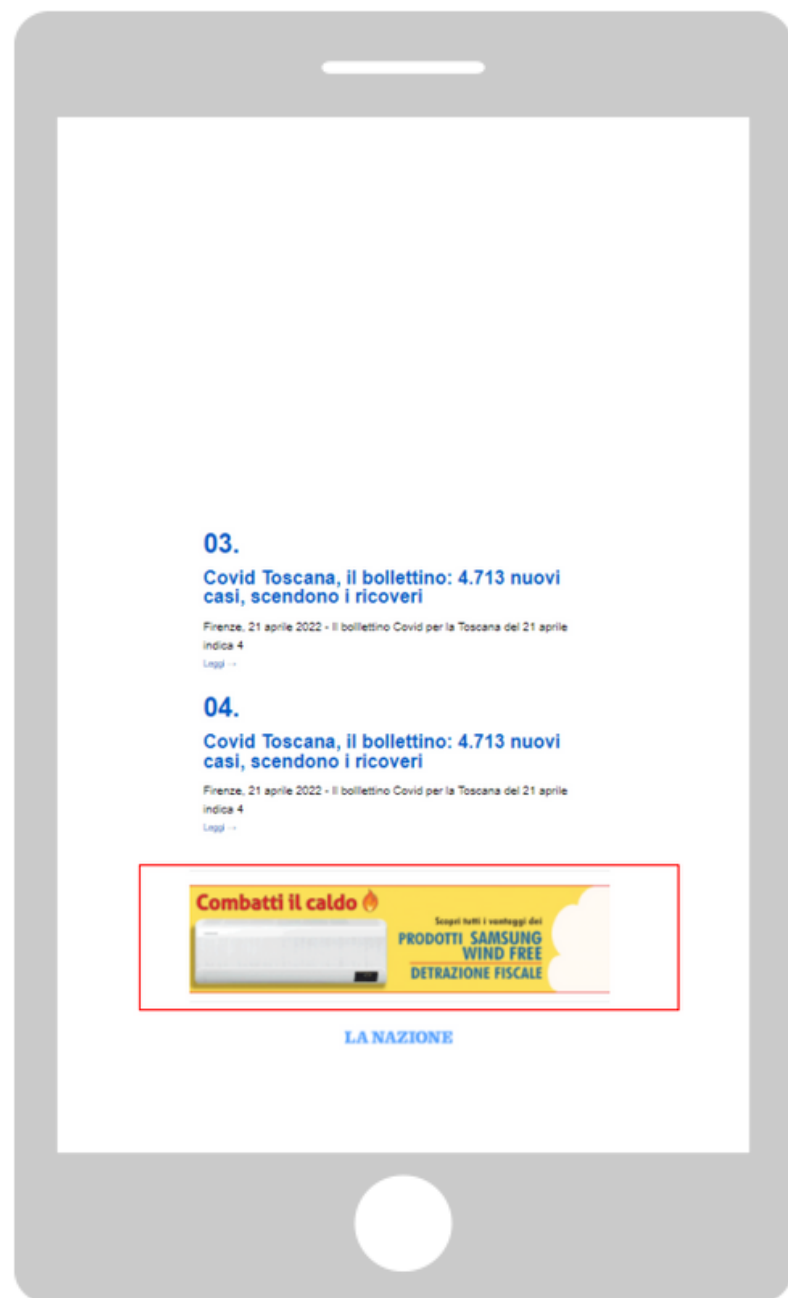 03.
Covid Toscana, il bollettino: 4.713 nuovi
casi, scendono i ricoveri
Firenze, 21 aprile 2022 - Il bolllettino Covid per la Toscana del 21 aprile
indica 4
Leggi →
04.
Covid Toscana, il bollettino: 4.713 nuovi
casi, scendono i ricoveri
Firenze, 21 aprile 2022 - Il bolllettino Covid per la Toscana del 21 aprile
indica 4
Leggi →
Combatti il caldo
Scopri tutti i vantaggi dei
PRODOTTI SAMSUNG
WIND FREE
DETRAZIONE FISCALE
LA NAZIONE